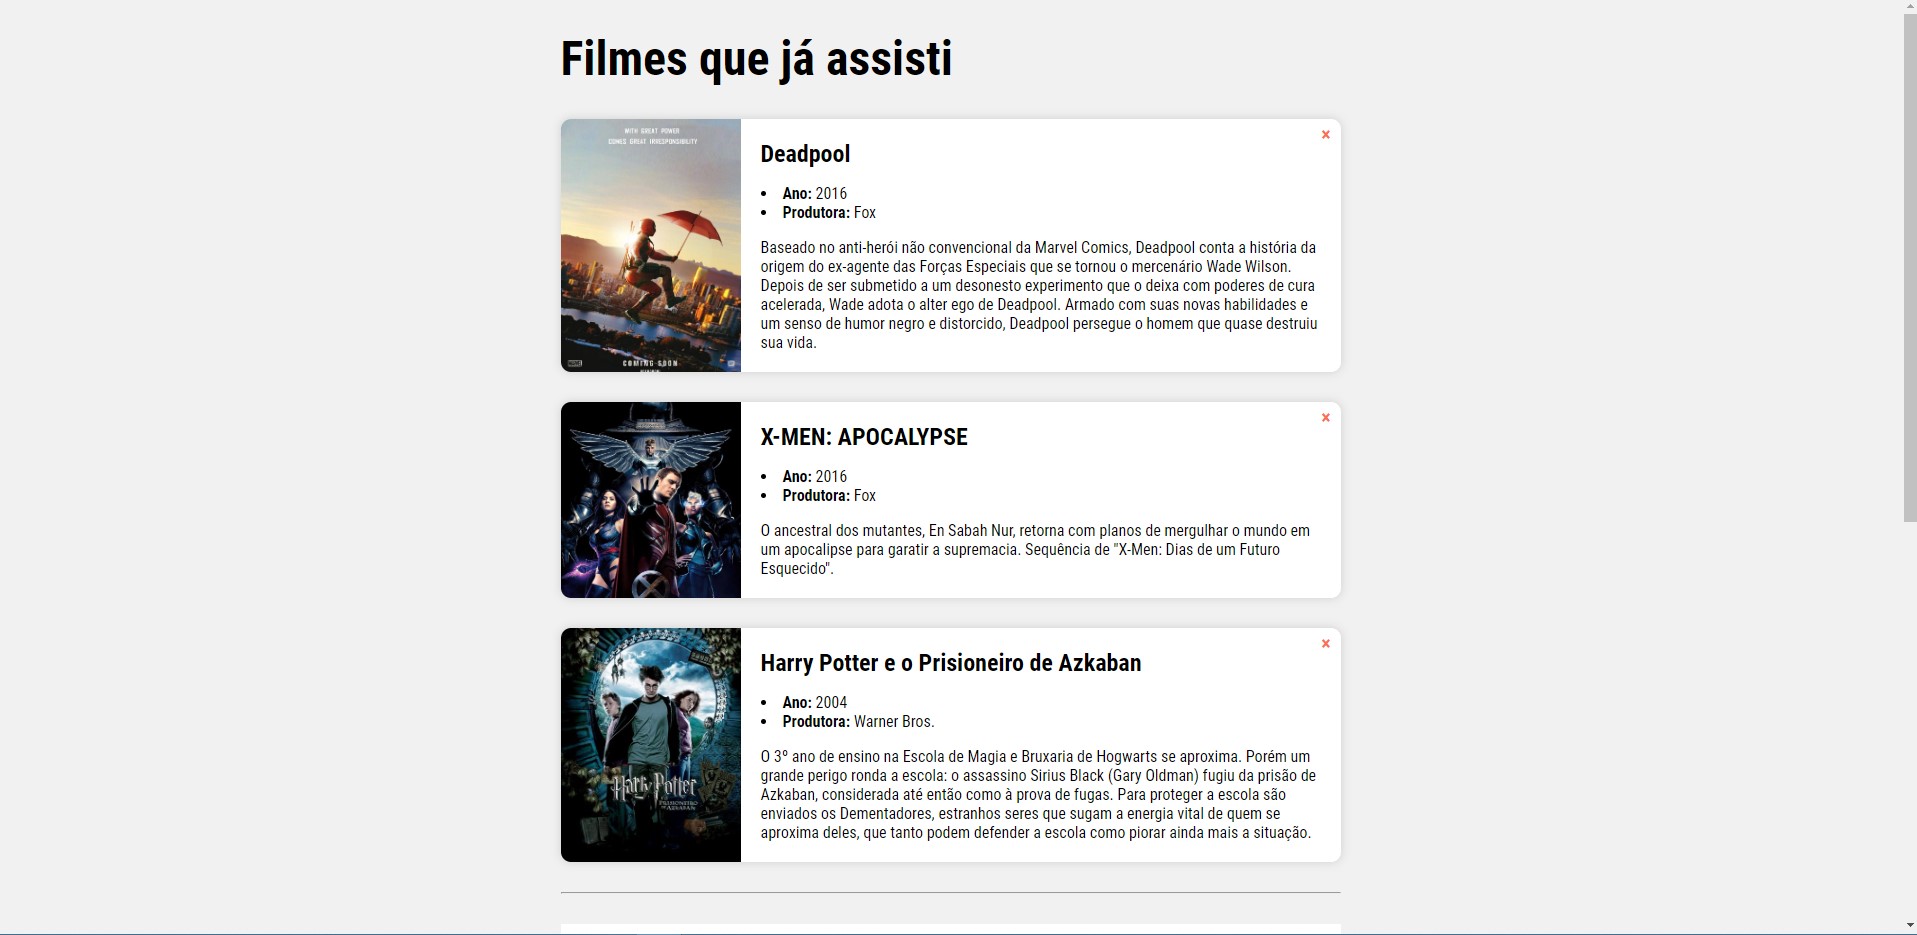 Filmes que já assisti
WITH GREAT POWER
COMES GREAT IRRESPONSIBILITY
COMING SOON
×
Deadpool
• Ano: 2016
• Produtora: Fox
Baseado no anti-herói não convencional da Marvel Comics, Deadpool conta a história da
origem do ex-agente das Forças Especiais que se tornou o mercenário Wade Wilson.
Depois de ser submetido a um desonesto experimento que o deixa com poderes de cura
acelerada, Wade adota o alter ego de Deadpool. Armado com suas novas habilidades e
um senso de humor negro e distorcido, Deadpool persegue o homem que quase destruiu
sua vida.
×
X-MEN: APOCALYPSE
• Ano: 2016
• Produtora: Fox
O ancestral dos mutantes, En Sabah Nur, retorna com planos de mergulhar o mundo em
um apocalipse para garatir a supremacia. Sequência de "X-Men: Dias de um Futuro
Esquecido".
Harry Potter
PRISIONEIRO
DE AZKABAN
×
Harry Potter e o Prisioneiro de Azkaban
• Ano: 2004
• Produtora: Warner Bros.
O 3º ano de ensino na Escola de Magia e Bruxaria de Hogwarts se aproxima. Porém um
grande perigo ronda a escola: o assassino Sirius Black (Gary Oldman) fugiu da prisão de
Azkaban, considerada até então como à prova de fugas. Para proteger a escola são
enviados os Dementadores, estranhos seres que sugam a energia vital de quem se
aproxima deles, que tanto podem defender a escola como piorar ainda mais a situação.